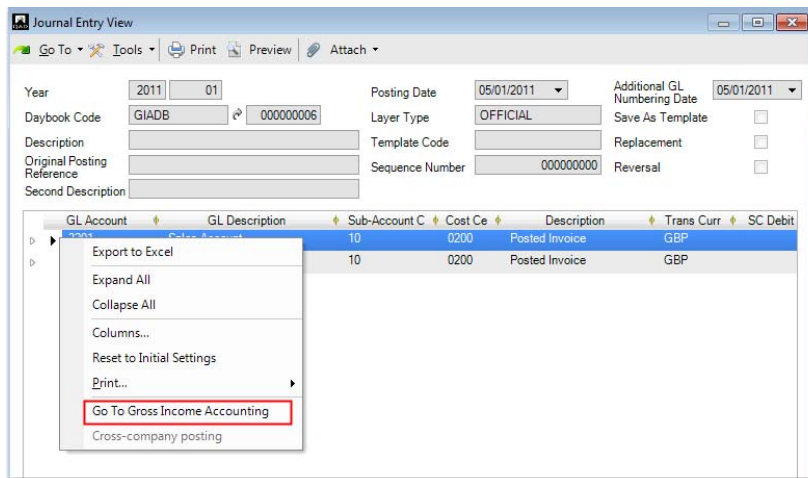 QAD Journal Entry View
Go To Tools Print Preview Attach
Year 2011 01 Posting Date 05/01/2011 Additional GL Numbering Date 05/01/2011
Daybook Code GIADB 000000006 Layer Type OFFICIAL Save As Template
Description Template Code Replacement
Original Posting Reference Sequence Number 000000000 Reversal
Second Description
GL Account GL Description Sub-Account C Cost Ce Description Trans Curr SC Debit
Sales Account 10 0200 Posted Invoice GBP
10 0200 Posted Invoice GBP
Export to Excel
Expand All
Collapse All
Columns...
Reset to Initial Settings
Print...
Go To Gross Income Accounting
Cross-company posting